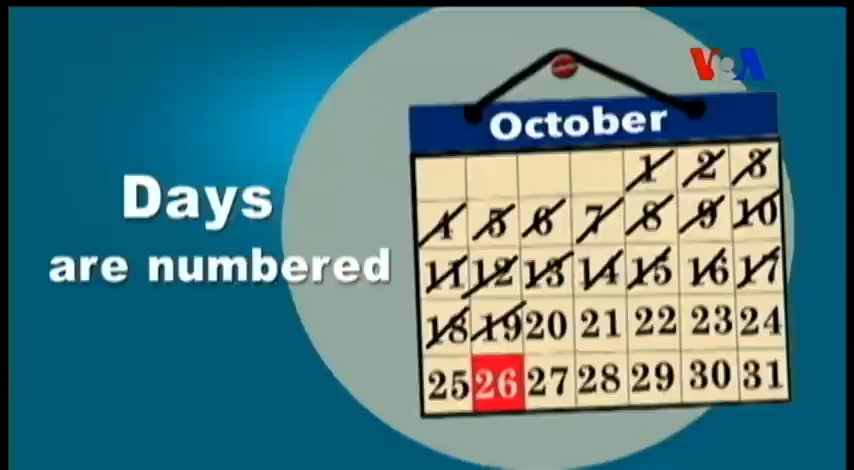 VOA
October
Days
are numbered
1 2 3
4 5 6 7 8 9 10
11 12 13 14 15 16 17
18 19 20 21 22 23 24
25 26 27 28 29 30 31